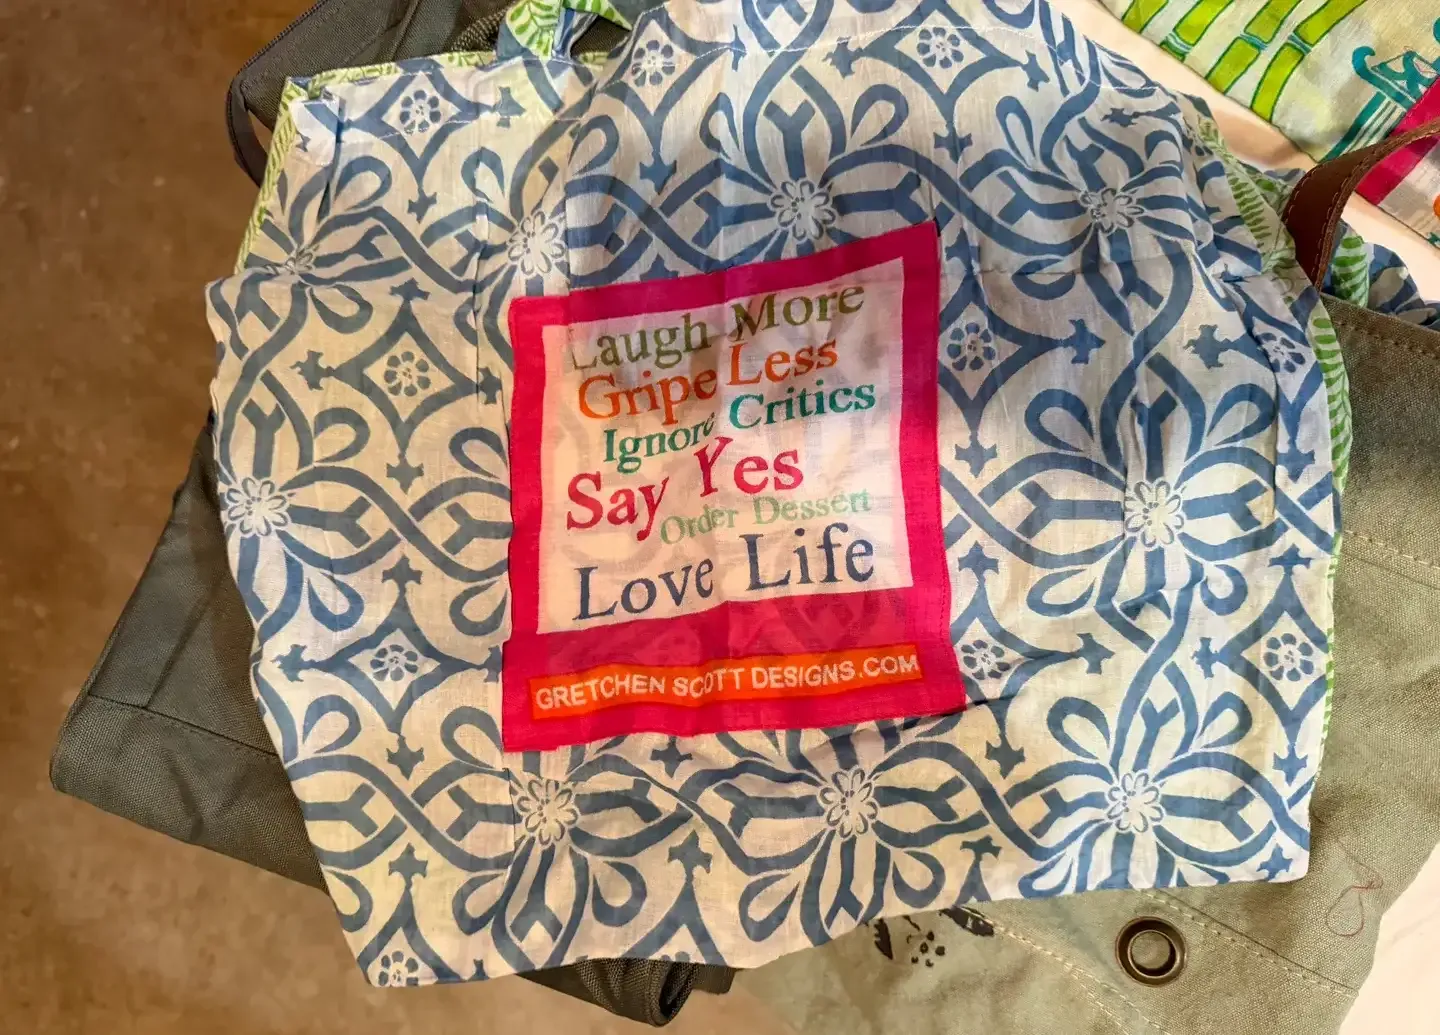 Laugh More
Gripe Less
Ignore Critics
Say Yes
Order Dessert
Love Life
GRETCHEN SCOTT DESIGNS.COM